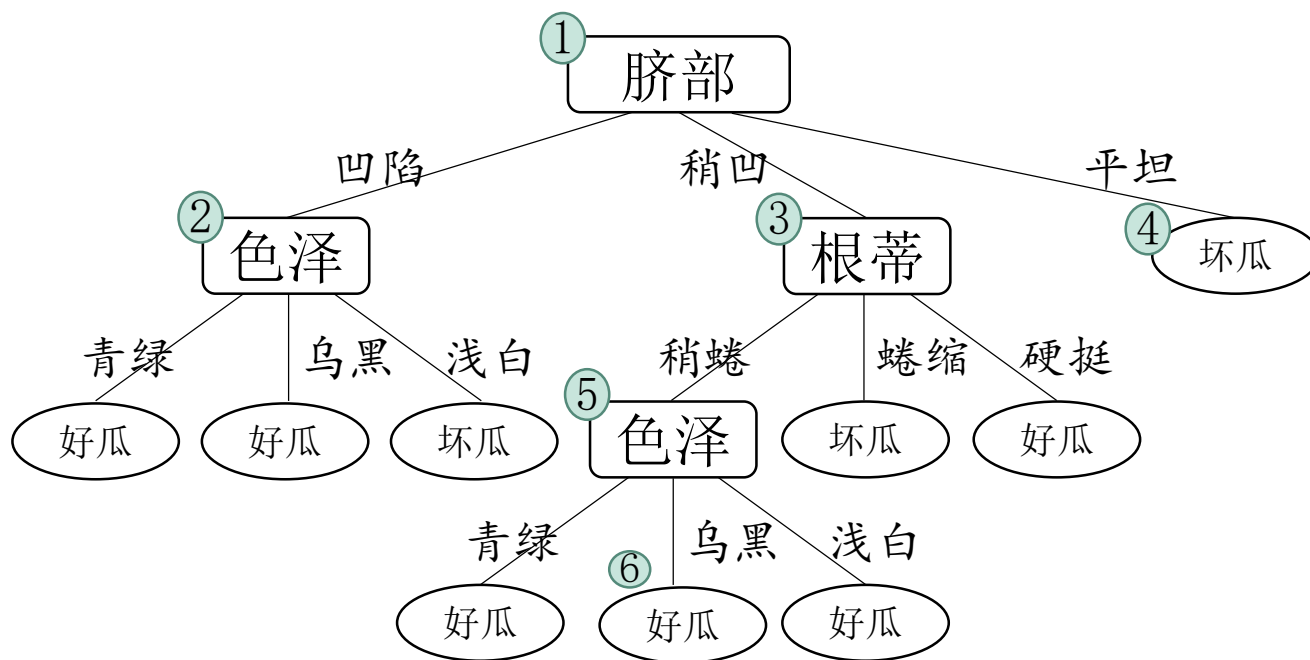 ①
脐部
凹陷 稍凹 平坦
② ③ ④
色泽 根蒂 坏瓜
青绿 乌黑 浅白 稍蜷 蜷缩 硬挺
⑤
好瓜 好瓜 坏瓜 色泽 坏瓜 好瓜
青绿 乌黑 浅白
⑥
好瓜 好瓜 好瓜